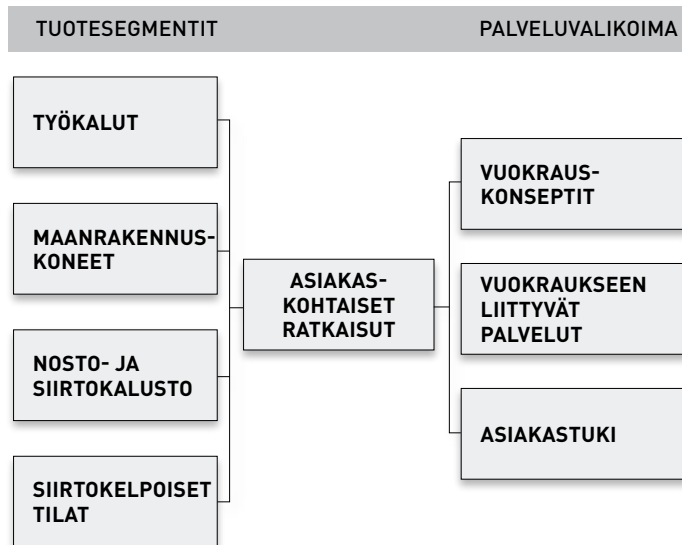 TUOTESEGMENTIT
PALVELUVALIKOIMA
TYÖKALUT
MAANRAKENNUS-
KONEET
NOSTO- JA
SIIRTOKALUSTO
SIIRTOKELPOISET
TILAT
ASIAKAS-
KOHTAISET
RATKAISUT
VUOKRAUS-
KONSEPTIT
VUOKRAUKSEEN
LIITTYVÄT
PALVELUT
ASIAKASTUKI